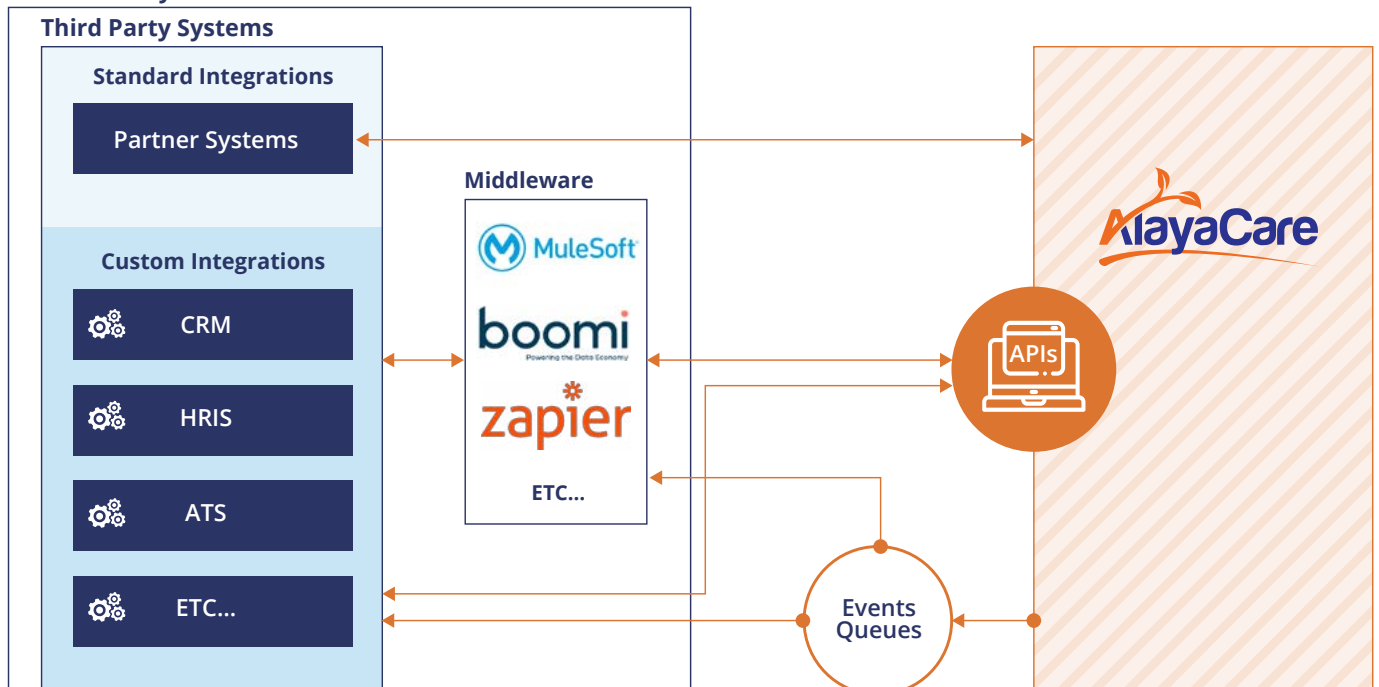 Third Party Systems
Standard Integrations
Partner Systems
Middleware
MuleSoft
AlayaCare
Custom Integrations
CRM
boomi
Powering the Data Economy
APIs
zapier
HRIS
ETC...
ATS
ETC...
Events
Queues